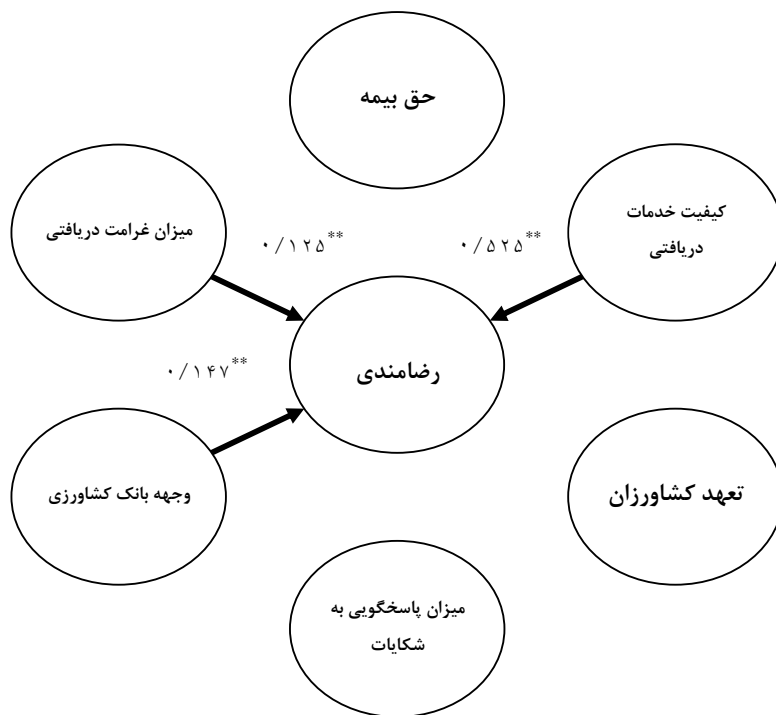 حق بیمه
کیفیت خدمات
دریافتی
میزان غرامت دریافتی
۰/۵۲۵**
۰/۱۲۵**
رضامندی
۰/۱۴۷**
تعهد کشاورزان
وجهه بانک کشاورزی
میزان پاسخگویی به
شکایات